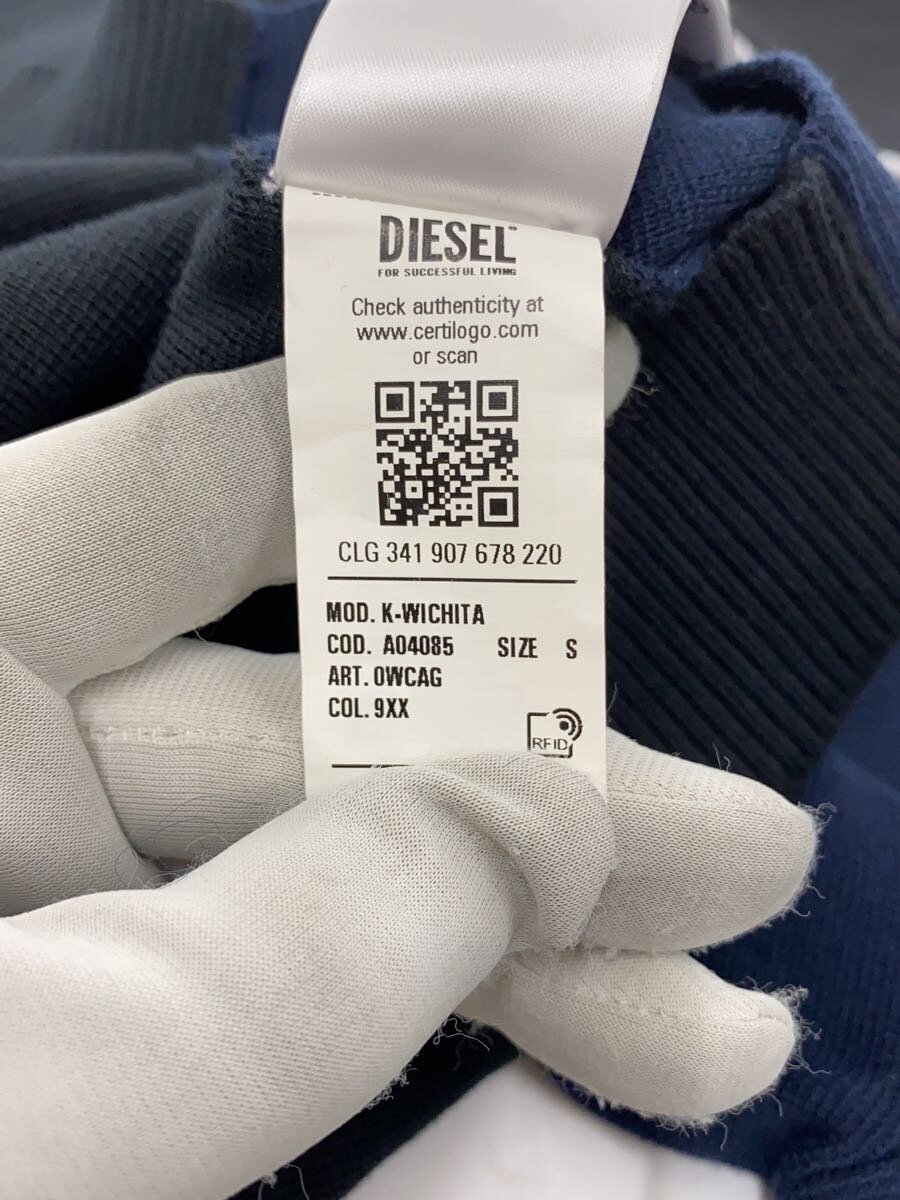 DIESEL
FOR SUCCESSFUL LIVING
Check authenticity at
www.certilogo.com
or scan
CLG 341 907 678 220
MOD. K-WICHITA
COD. A04085 SIZE S
ART. 0WCAG
COL. 9XX
RFID